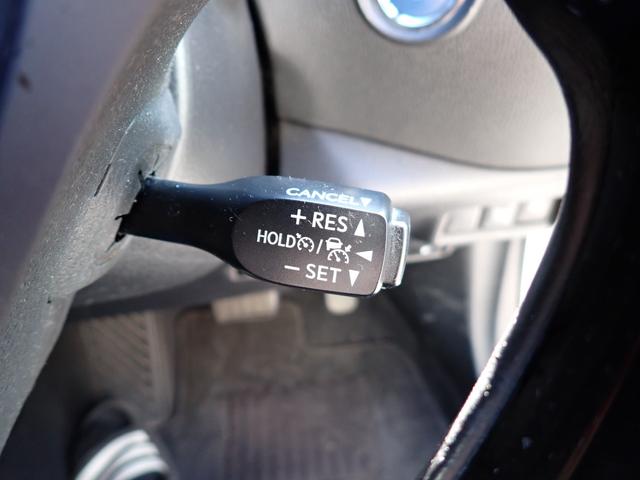 CANCEL▼
+ RES ▲
HOLD / ◄
− SET ▼